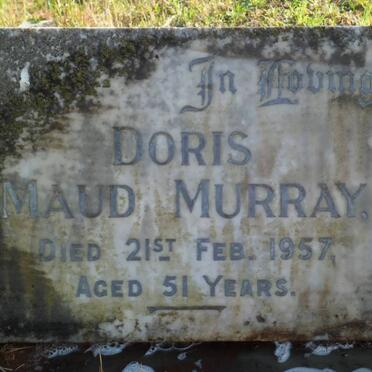 In Loving
DORIS
MAUD MURRAY,
DIED 21ST FEB. 1957,
AGED 51 YEARS.